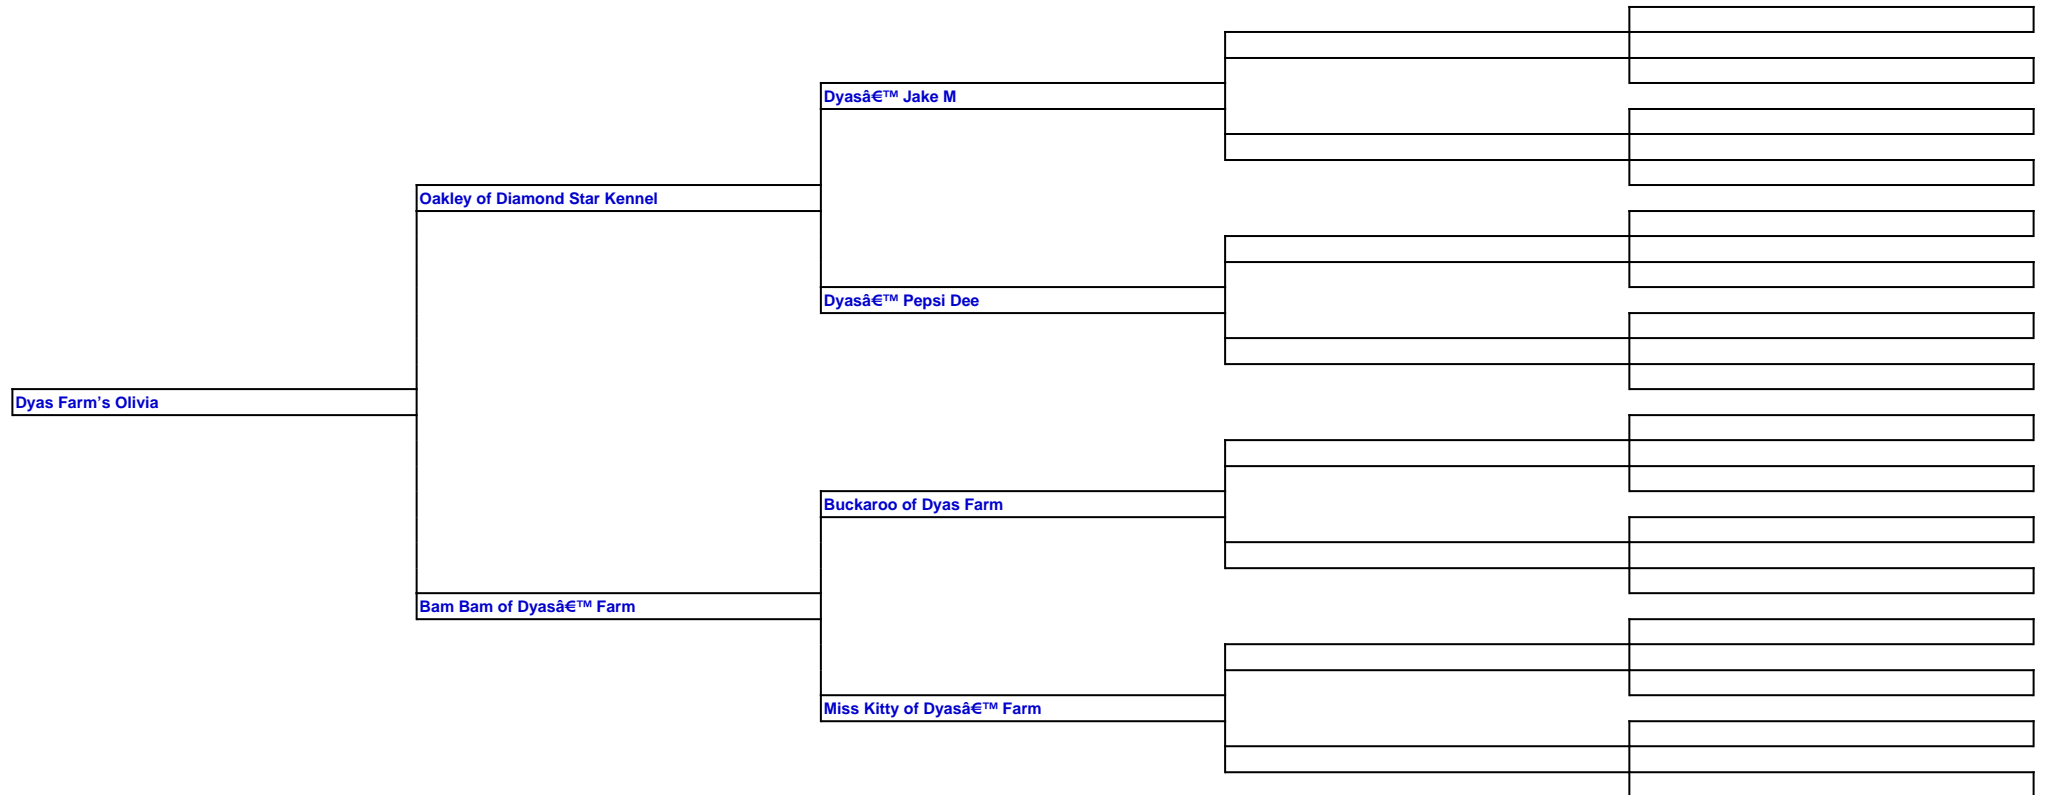 Dyasâ€™ Jake M
Oakley of Diamond Star Kennel
Dyasâ€™ Pepsi Dee
Dyas Farm’s Olivia
Buckaroo of Dyas Farm
Bam Bam of Dyasâ€™ Farm
Miss Kitty of Dyasâ€™ Farm